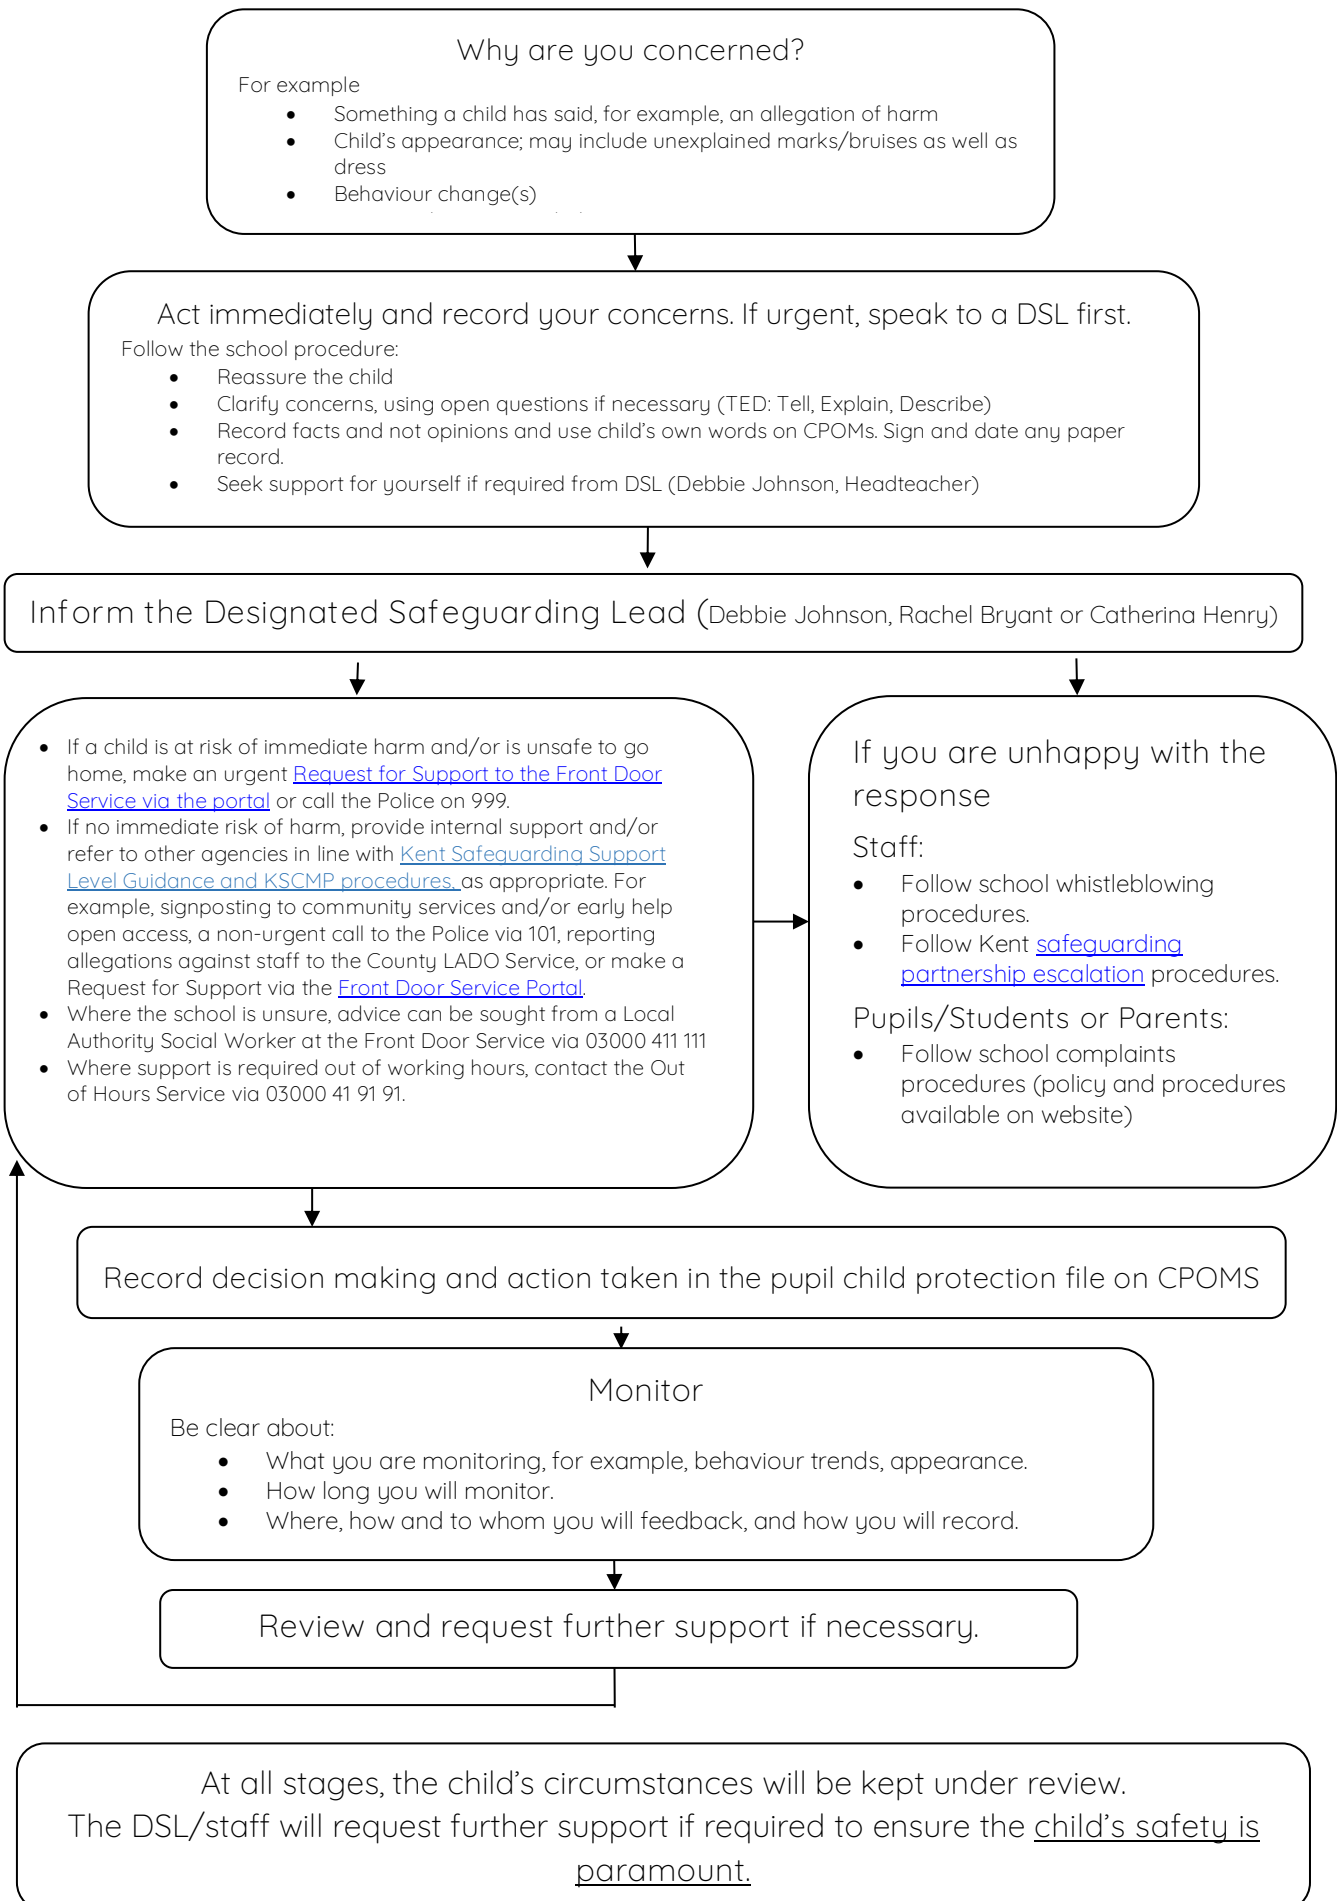 Why are you concerned?
For example
• Something a child has said, for example, an allegation of harm
• Child’s appearance; may include unexplained marks/bruises as well as
dress
• Behaviour change(s)
Act immediately and record your concerns. If urgent, speak to a DSL first.
Follow the school procedure:
• Reassure the child
• Clarify concerns, using open questions if necessary (TED: Tell, Explain, Describe)
• Record facts and not opinions and use child’s own words on CPOMs. Sign and date any paper
record.
• Seek support for yourself if required from DSL (Debbie Johnson, Headteacher)
Inform the Designated Safeguarding Lead (Debbie Johnson, Rachel Bryant or Catherina Henry)
• If a child is at risk of immediate harm and/or is unsafe to go
home, make an urgent Request for Support to the Front Door
Service via the portal or call the Police on 999.
• If no immediate risk of harm, provide internal support and/or
refer to other agencies in line with Kent Safeguarding Support
Level Guidance and KSCMP procedures, as appropriate. For
example, signposting to community services and/or early help
open access, a non-urgent call to the Police via 101, reporting
allegations against staff to the County LADO Service, or make a
Request for Support via the Front Door Service Portal.
• Where the school is unsure, advice can be sought from a Local
Authority Social Worker at the Front Door Service via 03000 411 111
• Where support is required out of working hours, contact the Out
of Hours Service via 03000 41 91 91.
If you are unhappy with the
response
Staff:
• Follow school whistleblowing
procedures.
• Follow Kent safeguarding
partnership escalation procedures.
Pupils/Students or Parents:
• Follow school complaints
procedures (policy and procedures
available on website)
Record decision making and action taken in the pupil child protection file on CPOMS
Monitor
Be clear about:
• What you are monitoring, for example, behaviour trends, appearance.
• How long you will monitor.
• Where, how and to whom you will feedback, and how you will record.
Review and request further support if necessary.
At all stages, the child’s circumstances will be kept under review.
The DSL/staff will request further support if required to ensure the child’s safety is
paramount.